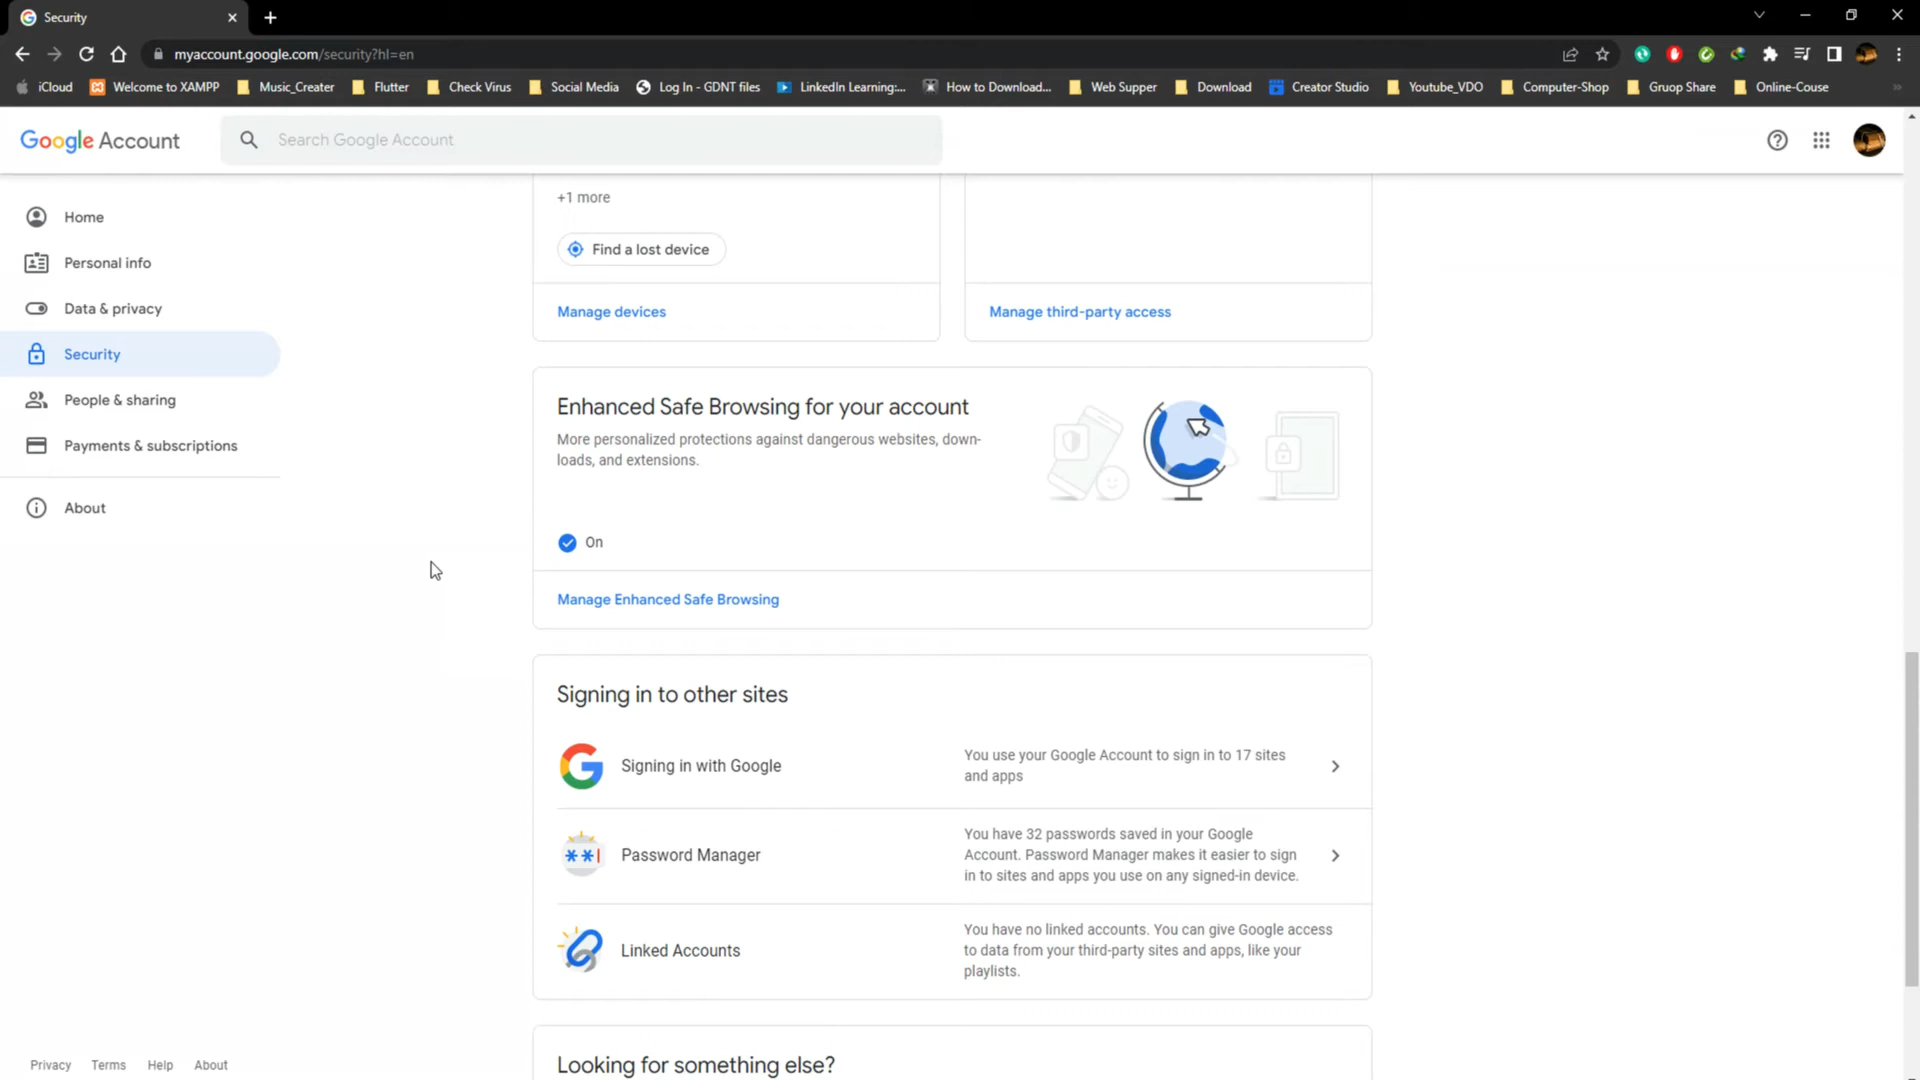 Security
myaccount.google.com/security?hl=en
iCloud
Welcome to XAMPP
Music_Creater
Flutter
Check Virus
Social Media
Log In - GDNT files
LinkedIn Learning:...
How to Download...
Web Supper
Download
Creator Studio
Youtube_VDO
Computer-Shop
Gruop Share
Online-Couse
Google Account
Search Google Account
Home
Personal info
Data & privacy
Security
People & sharing
Payments & subscriptions
About
+1 more
Find a lost device
Manage devices
Manage third-party access
Enhanced Safe Browsing for your account
More personalized protections against dangerous websites, down-
loads, and extensions.
On
Manage Enhanced Safe Browsing
Signing in to other sites
Signing in with Google
You use your Google Account to sign in to 17 sites
and apps
Password Manager
You have 32 passwords saved in your Google
Account. Password Manager makes it easier to sign
in to sites and apps you use on any signed-in device.
Linked Accounts
You have no linked accounts. You can give Google access
to data from your third-party sites and apps, like your
playlists.
Looking for something else?
Privacy
Terms
Help
About